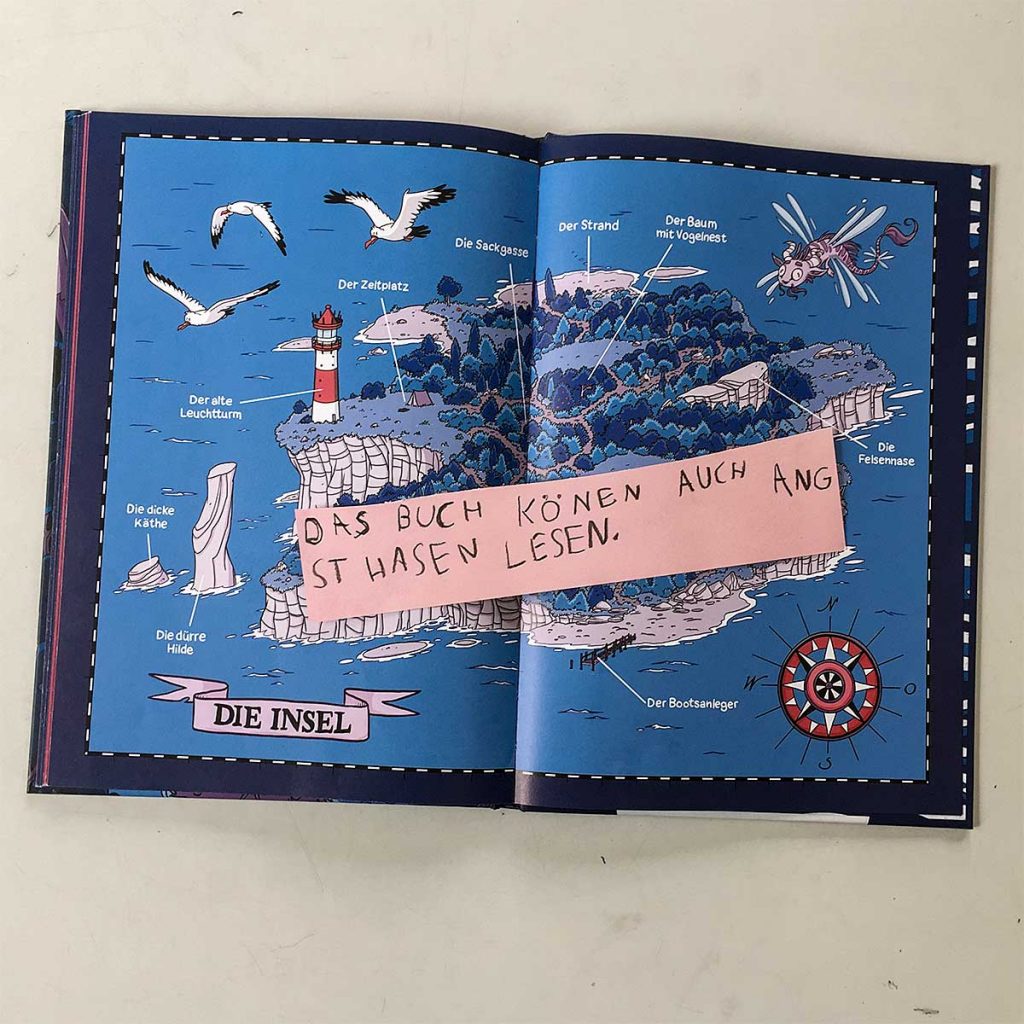 Der Strand
Der Baum
mit Vogelnest
Die Sackgasse
Der Zeltplatz
Der alte
Leuchtturm
Die
Felsennase
DAS BUCH KÖNEN AUCH ANG
ST HASEN LESEN.
Die dicke
Käthe
Die dürre
Hilde
DIE INSEL
Der Bootsanleger
N
W
O
S